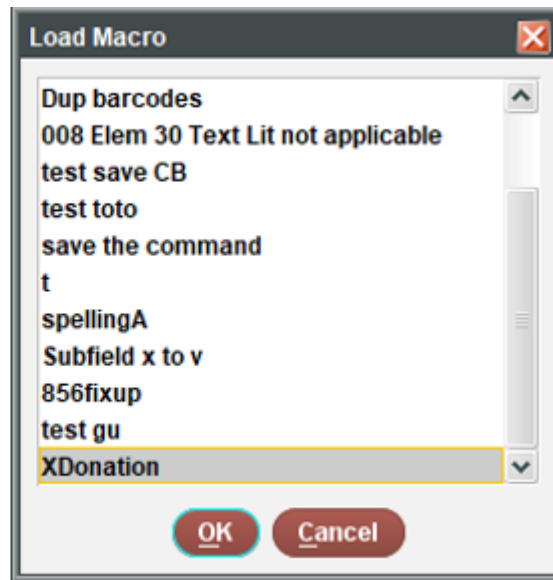 Load Macro
Dup barcodes
008 Elem 30 Text Lit not applicable
test save CB
test toto
save the command
t
spellingA
Subfield x to v
856fixup
test gu
XDonation
OK Cancel